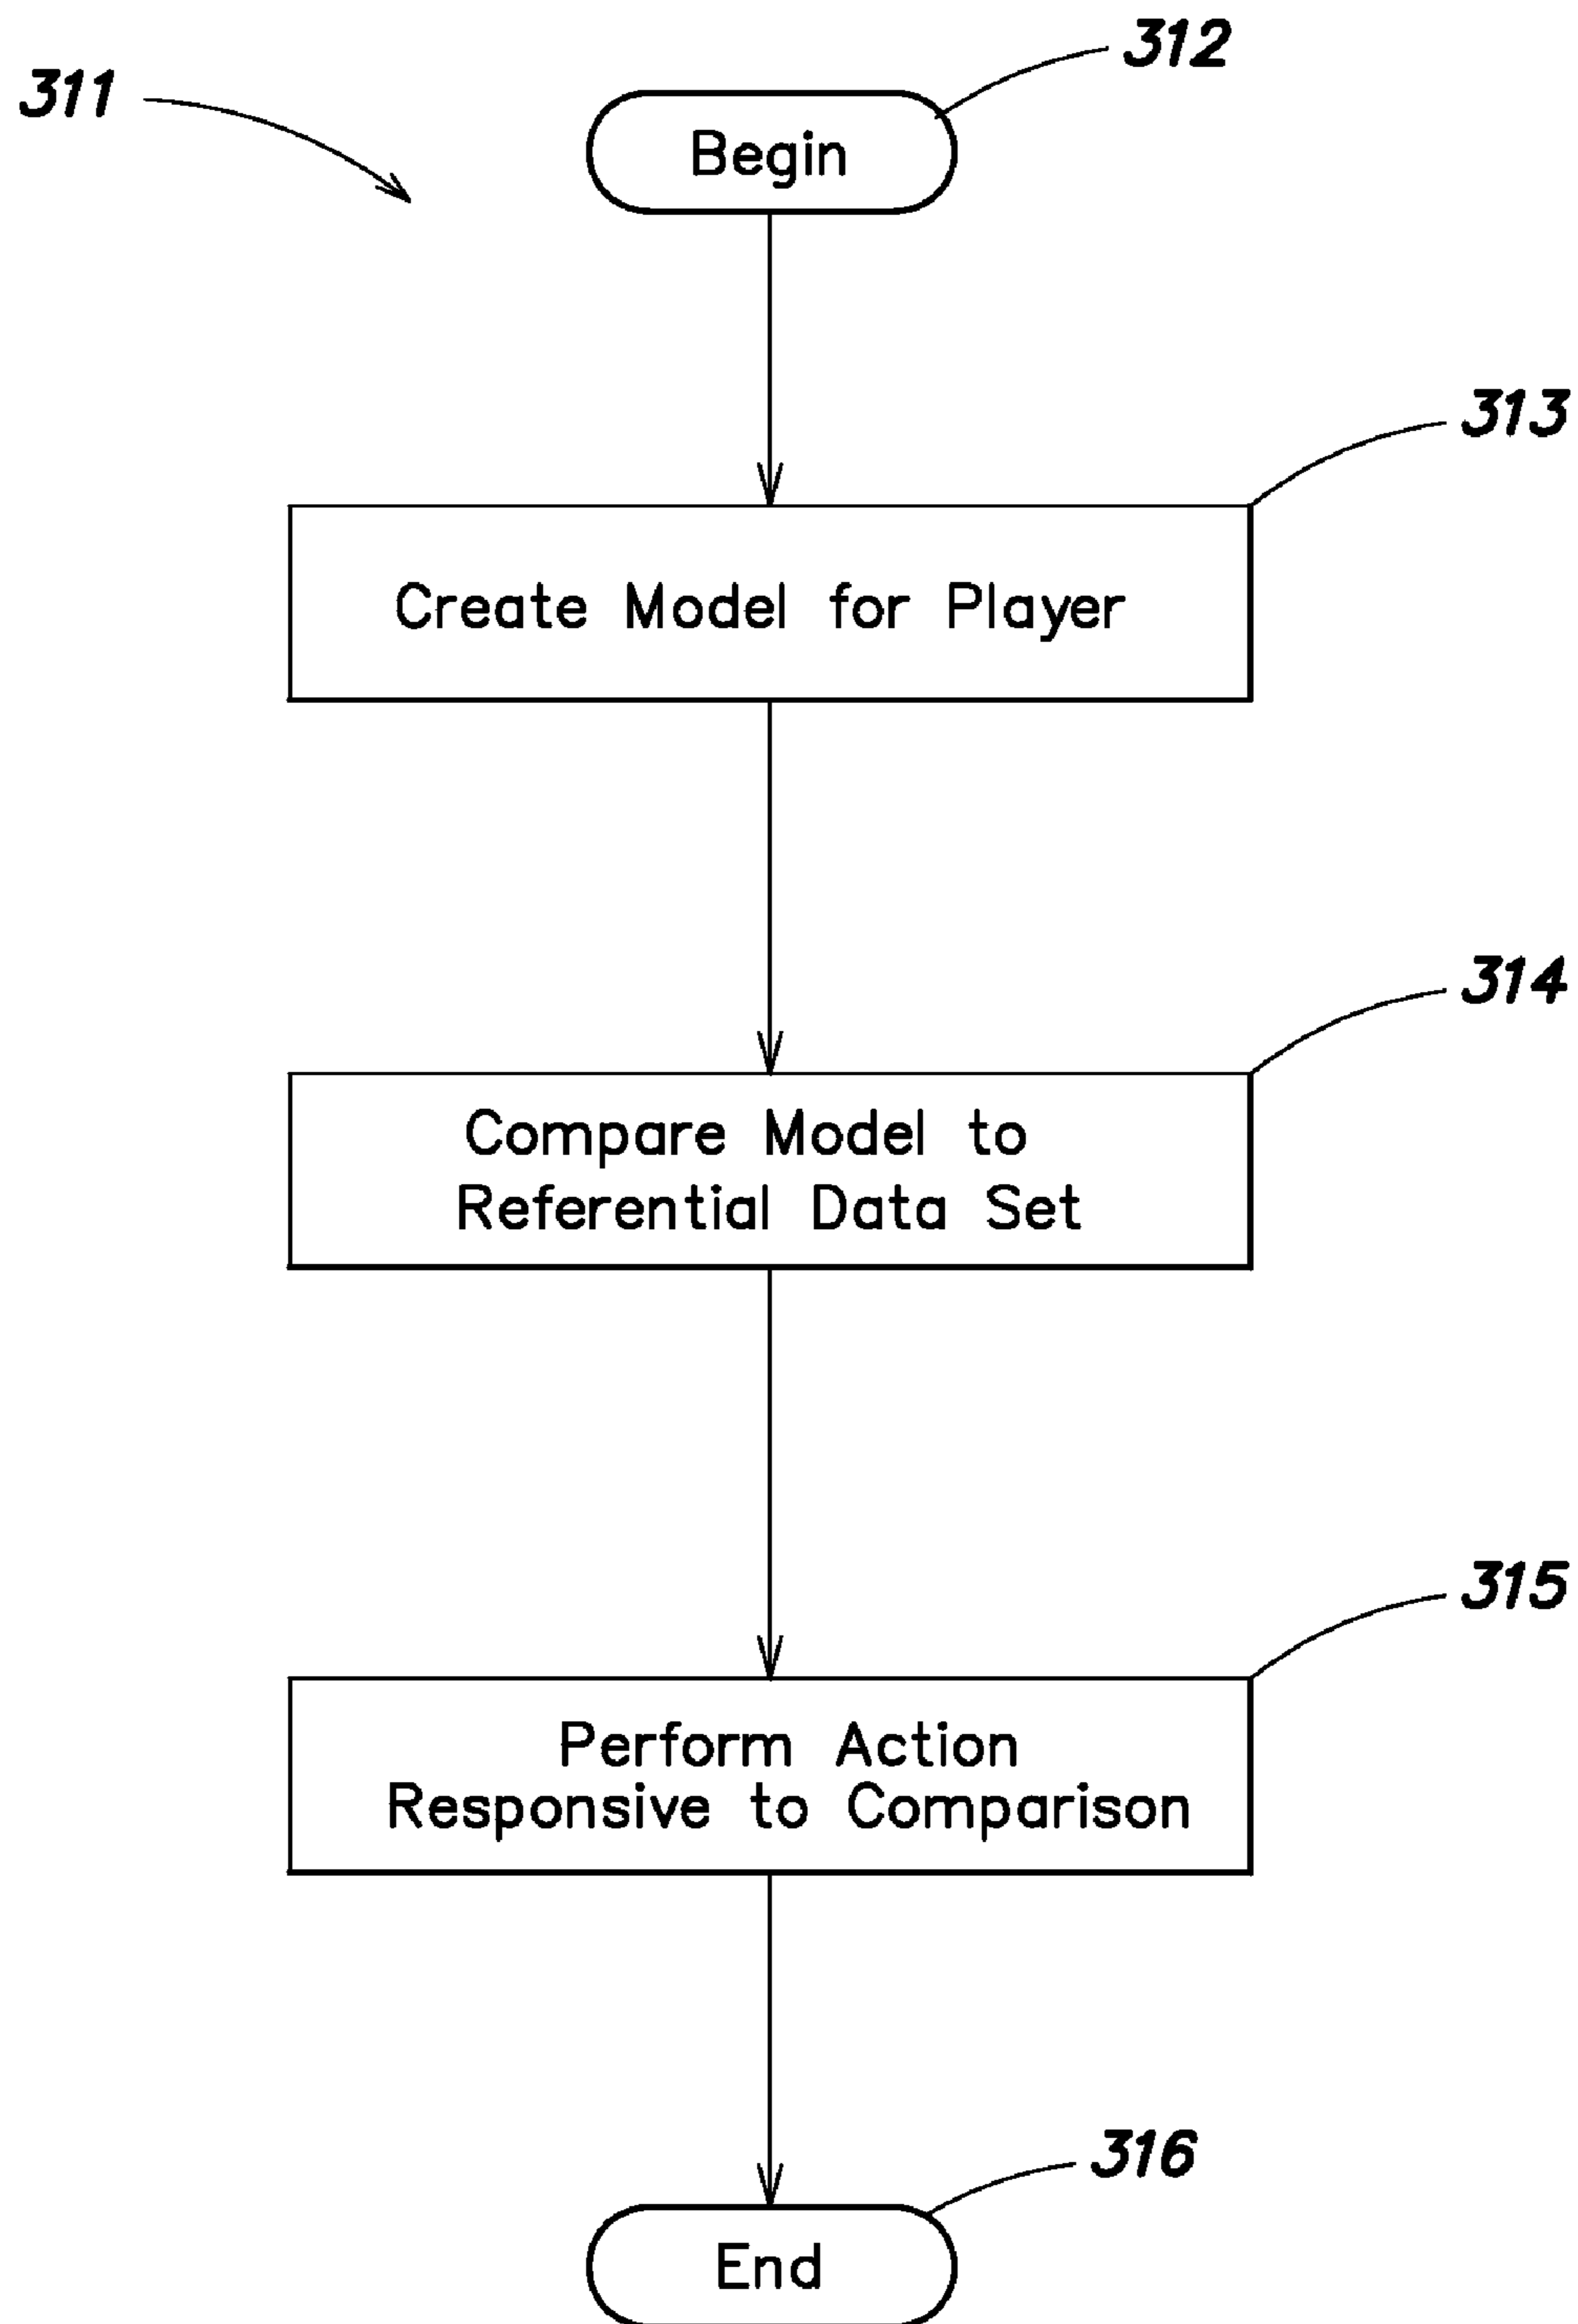 312
311
Begin
313
Create Model for Player
314
Compare Model to
Referential Data Set
315
Perform Action
Responsive to Comparison
316
End